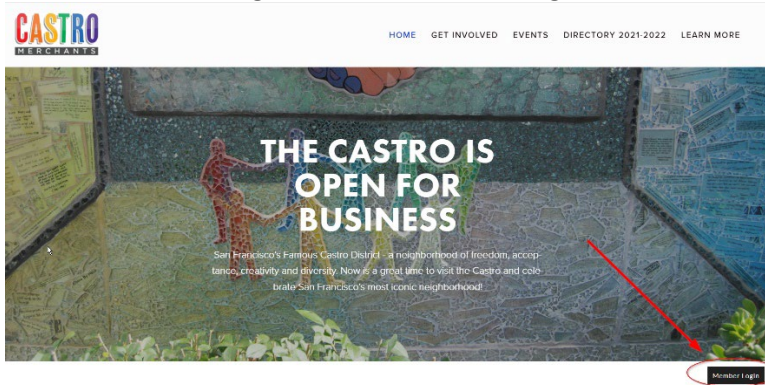 CASTRO
MERCHANTS
HOME GET INVOLVED EVENTS DIRECTORY 2021-2022 LEARN MORE
THE CASTRO IS
OPEN FOR
BUSINESS
San Francisco's Famous Castro District - a neighborhood of freedom, accep-
tance, creativity and diversity. Now is a great time to visit the Castro and cele-
brate San Francisco's most iconic neighborhood!
Member Login